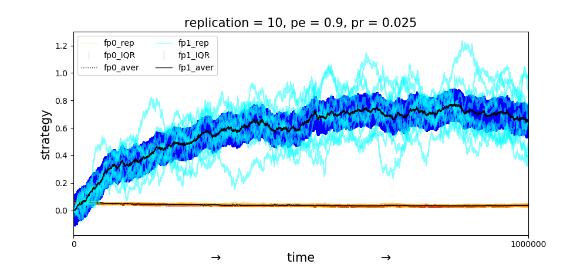 replication = 10, pe = 0.9, pr = 0.025
fp0_rep fp1_rep
fp0_IQR fp1_IQR
fp0_aver fp1_aver
strategy
1.2
1.0
0.8
0.6
0.4
0.2
0.0
0 1000000
→ time →